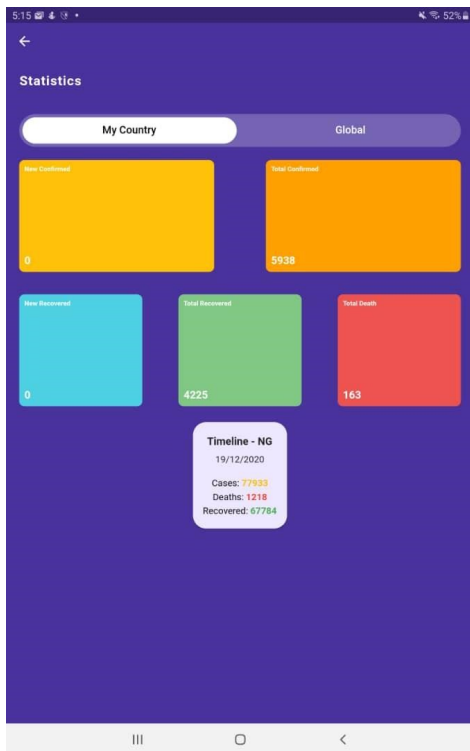 5:15
52%
Statistics
My Country
Global
New Confirmed
Total Confirmed
0
5938
New Recovered
Total Recovered
Total Death
0
4225
163
Timeline - NG
19/12/2020
Cases: 77933
Deaths: 1218
Recovered: 67784